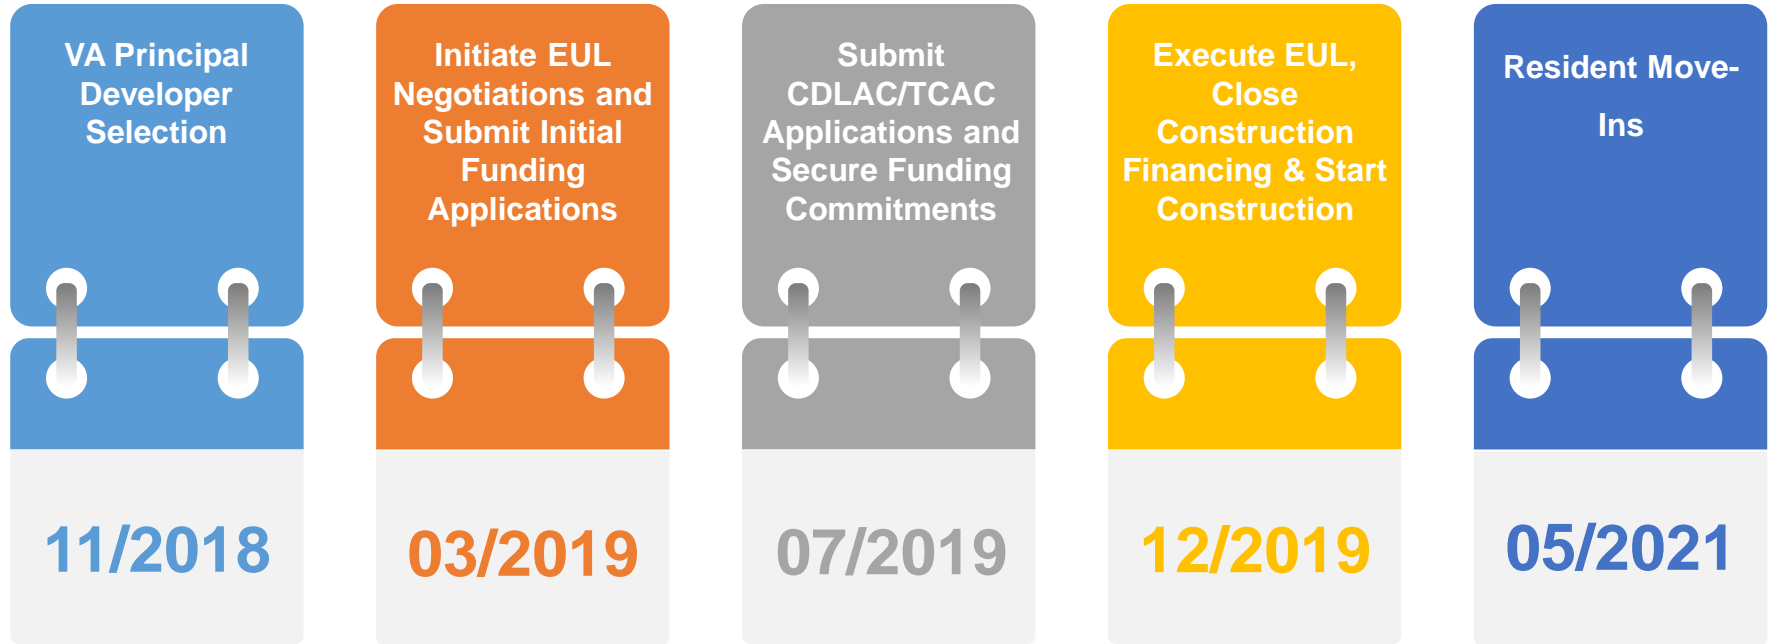 VA Principal
Developer
Selection
11/2018
Initiate EUL
Negotiations and
Submit Initial
Funding
Applications
03/2019
Submit
CDLAC/TCAC
Applications and
Secure Funding
Commitments
07/2019
Execute EUL,
Close
Construction
Financing & Start
Construction
12/2019
Resident Move-
Ins
05/2021